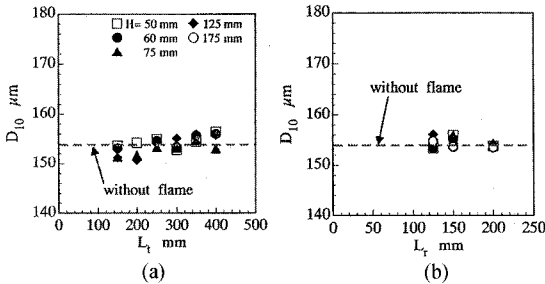 180
170
160
150
140
D10 μm
H= 50 mm
60 mm
75 mm
125 mm
175 mm
without flame
0 100 200 300 400 500
Lt mm
(a)
180
170
160
150
140
D10 μm
without flame
0 50 100 150 200 250
Lr mm
(b)